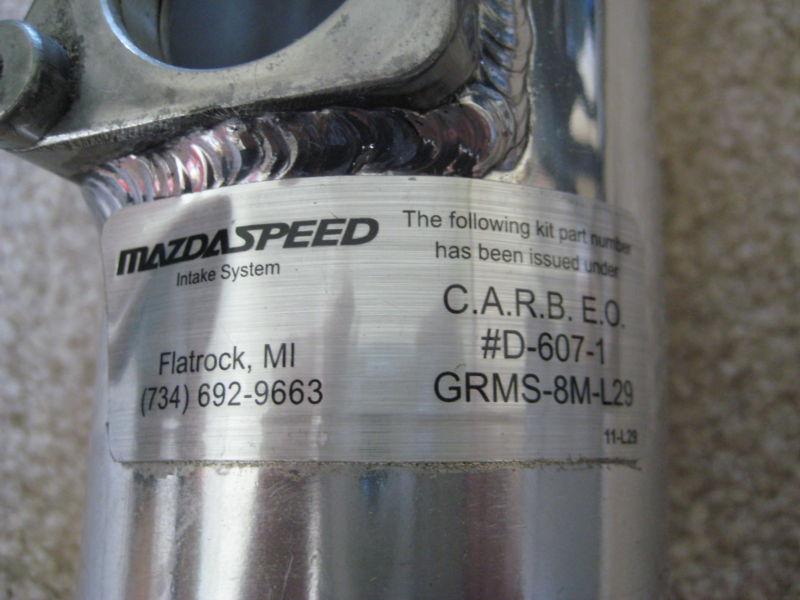 MAZDASPEED
Intake System
Flatrock, MI
(734) 692-9663
The following kit part number
has been issued under
C.A.R.B. E.O.
#D-607-1
GRMS-8M-L29
11-L29